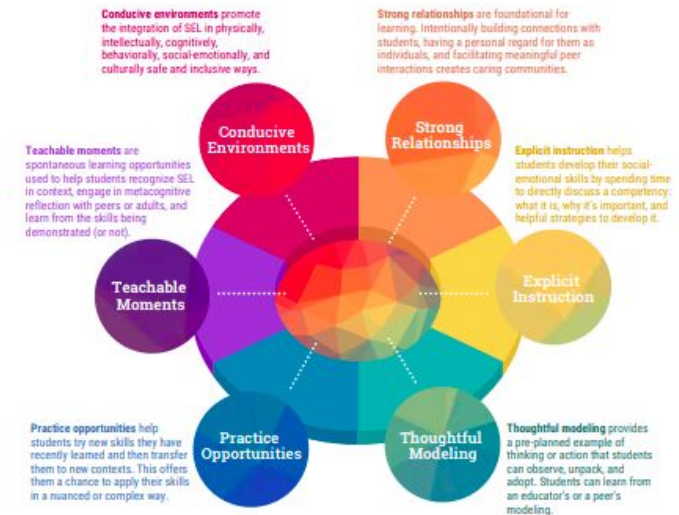 Conducive environments promote
the integration of SEL in physically,
intellectually, cognitively,
behaviorally, social-emotionally, and
culturally safe and inclusive ways.
Strong relationships are foundational for
learning. Intentionally building connections with
students, having a personal regard for them as
individuals, and facilitating meaningful peer
interactions creates caring communities.
Conducive
Environments
Strong
Relationships
Teachable moments are
spontaneous learning opportunities
used to help students recognize SEL
in context, engage in metacognitive
reflection with peers or adults, and
learn from the skills being
demonstrated (or not).
Explicit instruction helps
students develop their social-
emotional skills by spending time
to directly discuss a competency:
what it is, why it's important, and
helpful strategies to develop it.
Teachable
Moments
Explicit
Instruction
Practice opportunities help
students try new skills they have
recently learned and then transfer
them to new contexts. This offers
them a chance to apply their skills
in a nuanced or complex way.
Practice
Opportunities
Thoughtful
Modeling
Thoughtful modeling provides
a pre-planned example of
thinking or action that students
can observe, unpack, and
adopt. Students can learn from
an educator's or a peer's
modeling.